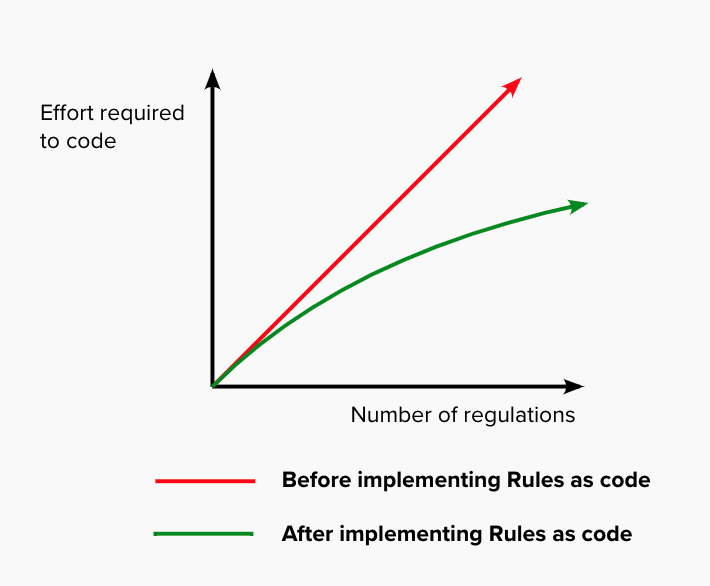 Effort required
to code
Number of regulations
Before implementing Rules as code
After implementing Rules as code